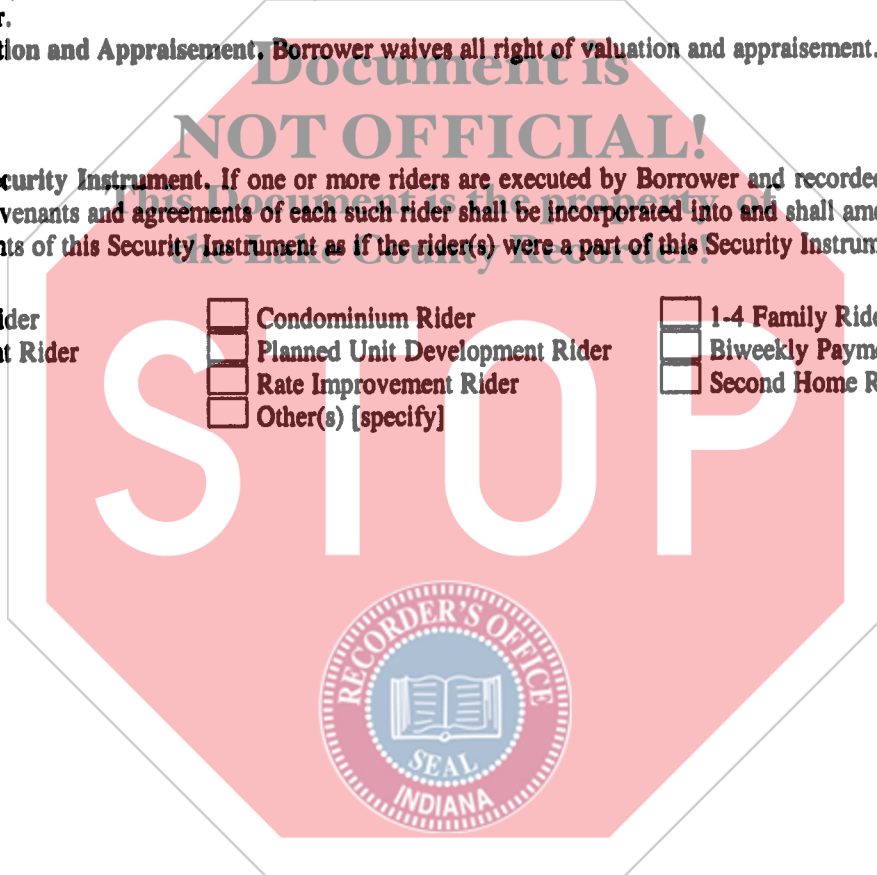 r.
tion and Appraisement. Borrower waives all right of valuation and appraisement.
Document is
NOT OFFICIAL!
curity Instrument. If one or more riders are executed by Borrower and recorded
This Document is the property of
venants and agreements of each such rider shall be incorporated into and shall ame
nts of this Security Instrument as if the rider(s) were a part of this Security Instrum
the Lake County Recorder!
ider
Condominium Rider
1-4 Family Ride
t Rider
Planned Unit Development Rider
Biweekly Payme
Rate Improvement Rider
Second Home R
Other(s) [specify]
STOP
RECORDER'S OFFICE
SEAL
INDIANA